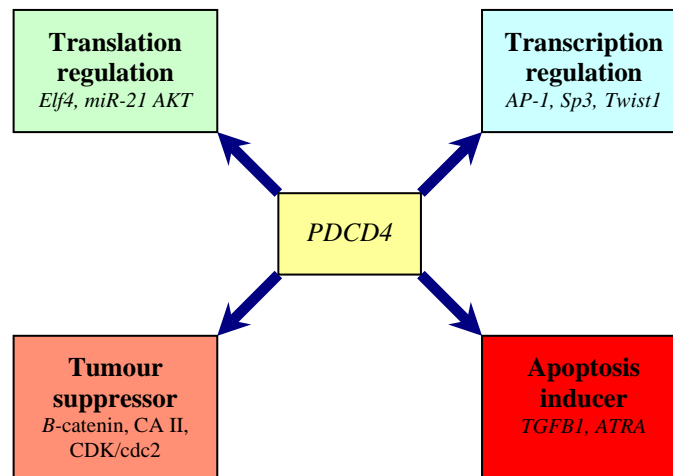 Translation
regulation
Elf4, miR-21 AKT
Transcription
regulation
AP-1, Sp3, Twist1
PDCD4
Tumour
suppressor
B-catenin, CA II,
CDK/cdc2
Apoptosis
inducer
TGFB1, ATRA